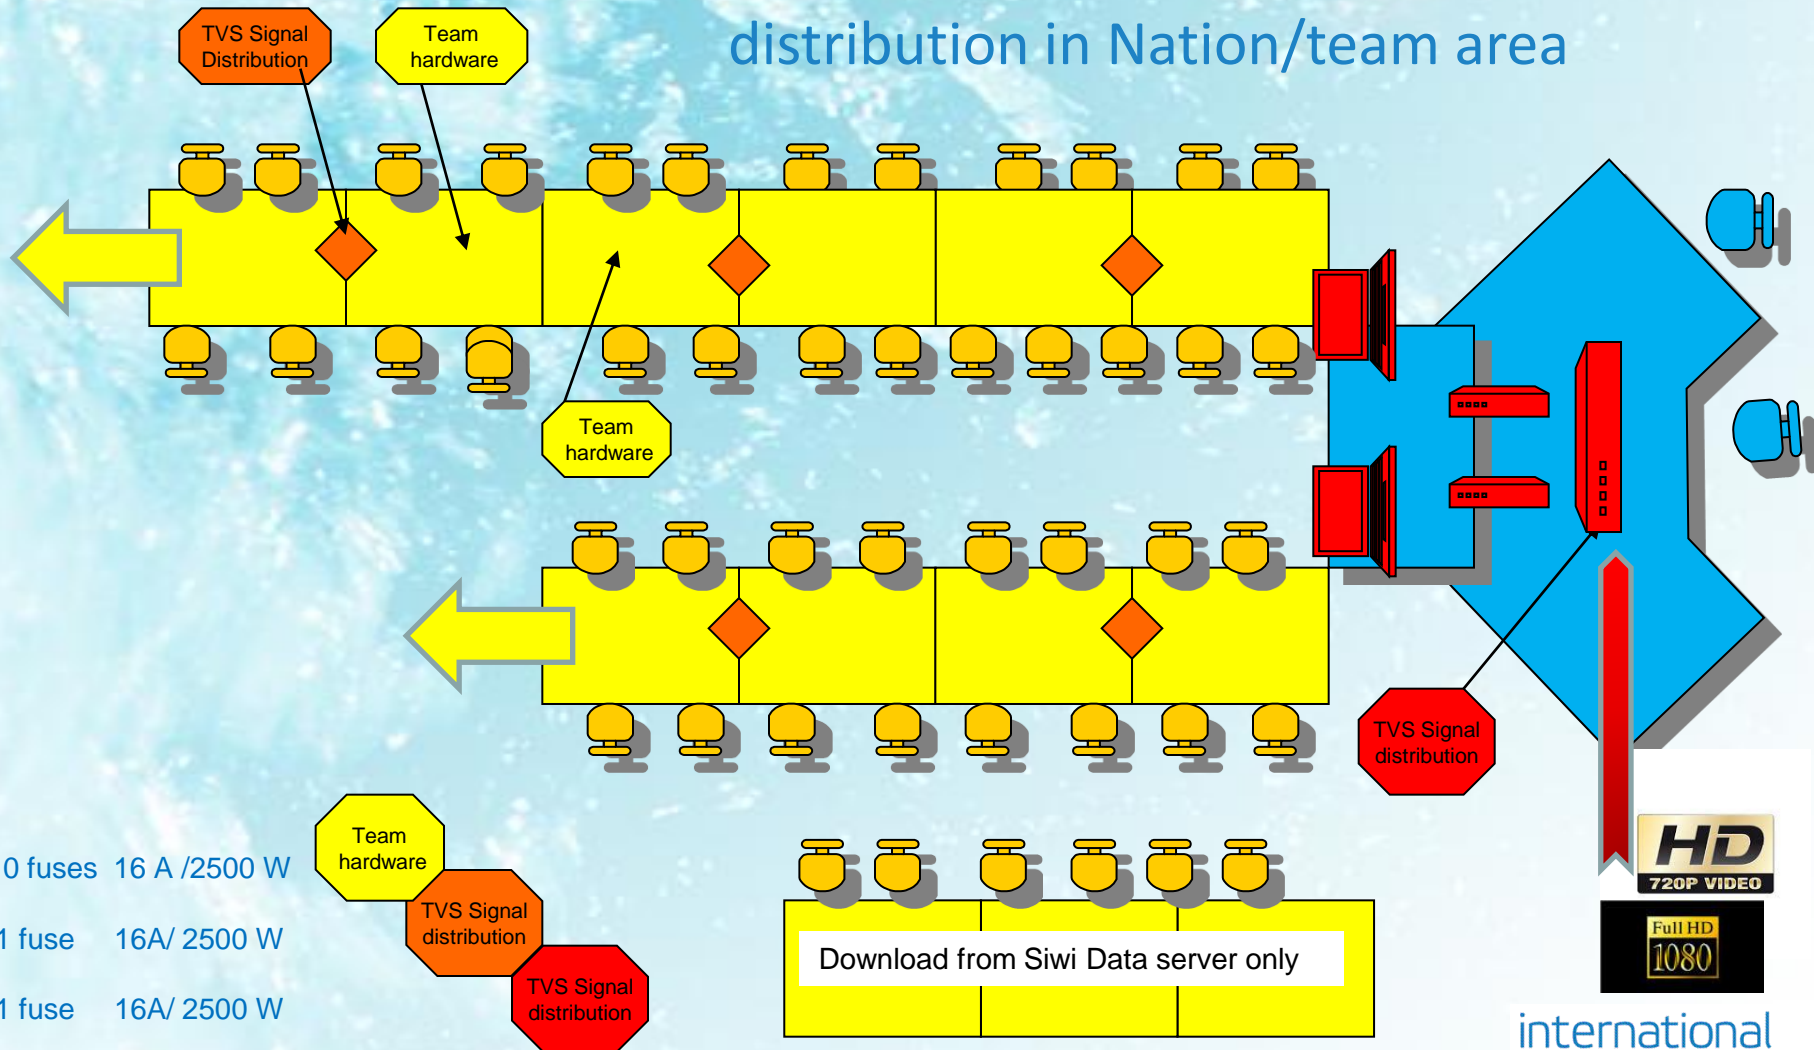 distribution in Nation/team area
TVS Signal
Distribution
Team
hardware
Team
hardware
TVS Signal
distribution
HD
720P VIDEO
Full HD
1080
Team
hardware
TVS Signal
distribution
TVS Signal
distribution
0 fuses 16 A /2500 W
1 fuse 16A/ 2500 W
1 fuse 16A/ 2500 W
Download from Siwi Data server only
international